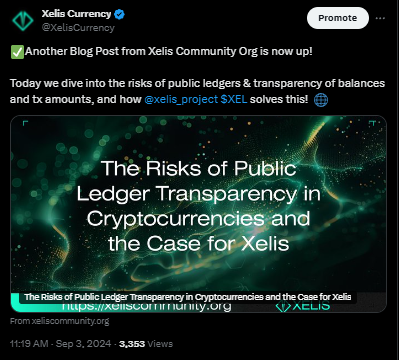 Xelis Currency
@XelisCurrency
Promote
✅Another Blog Post from Xelis Community Org is now up!
Today we dive into the risks of public ledgers & transparency of balances
and tx amounts, and how @xelis_project $XEL solves this! 🌐
The Risks of Public
Ledger Transparency in
Cryptocurrencies and
the Case for Xelis
https://xeliscommunity.org
XELIS
The Risks of Public Ledger Transparency in Cryptocurrencies and the Case for Xelis
From xeliscommunity.org
11:19 AM · Sep 3, 2024 · 3,353 Views